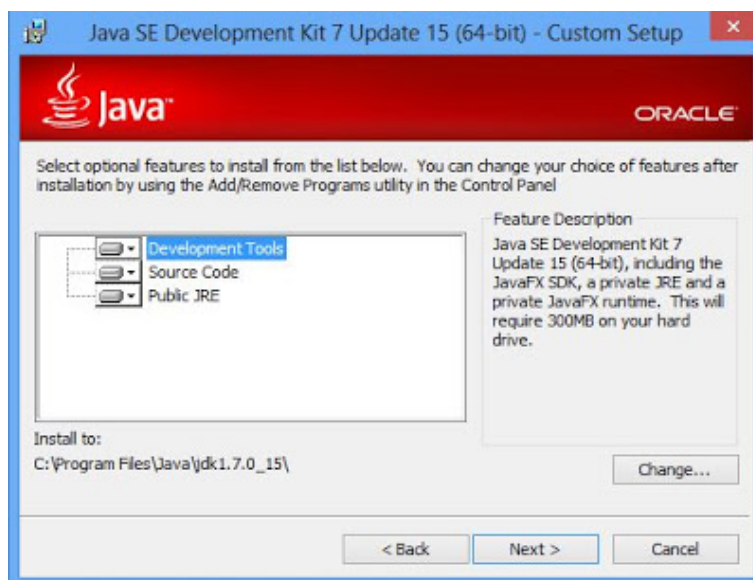 Java SE Development Kit 7 Update 15 (64-bit) - Custom Setup
Java™
ORACLE®
Select optional features to install from the list below. You can change your choice of features after
installation by using the Add/Remove Programs utility in the Control Panel
Development Tools
Source Code
Public JRE
Feature Description
Java SE Development Kit 7
Update 15 (64-bit), including the
JavaFX SDK, a private JRE and a
private JavaFX runtime. This will
require 300MB on your hard
drive.
Install to:
C:\Program Files\Java\jdk1.7.0_15\
Change...
< Back
Next >
Cancel